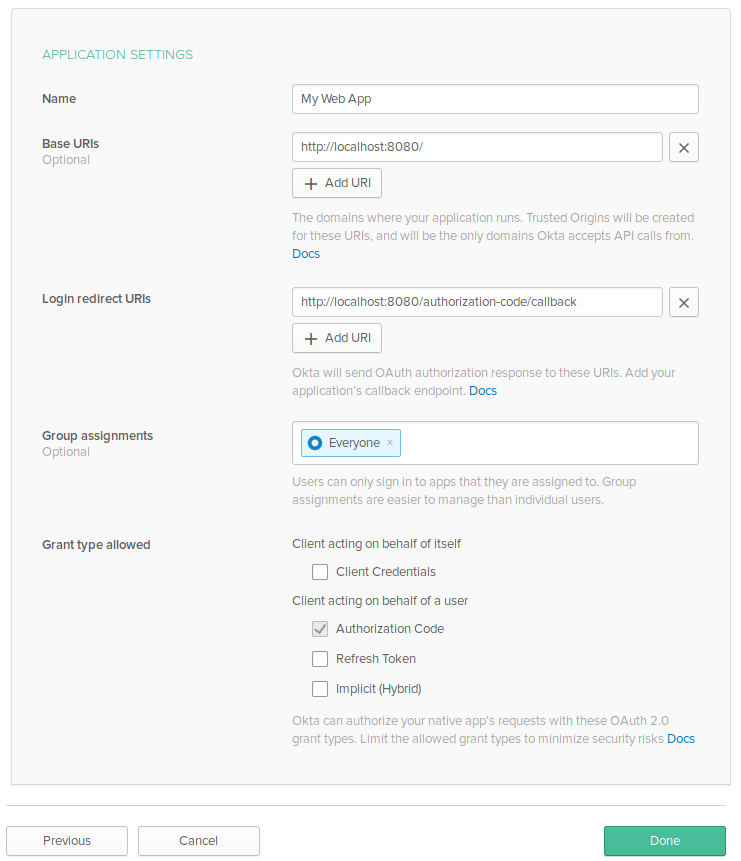 APPLICATION SETTINGS
Name
My Web App
Base URIs
Optional
http://localhost:8080/
Add URI
The domains where your application runs. Trusted Origins will be created
for these URIs, and will be the only domains Okta accepts API calls from.
Docs
Login redirect URIs
http://localhost:8080/authorization-code/callback
Add URI
Okta will send OAuth authorization response to these URIs. Add your
application's callback endpoint. Docs
Group assignments
Optional
Everyone ×
Users can only sign in to apps that they are assigned to. Group
assignments are easier to manage than individual users.
Grant type allowed
Client acting on behalf of itself
Client Credentials
Client acting on behalf of a user
Authorization Code
Refresh Token
Implicit (Hybrid)
Okta can authorize your native app's requests with these OAuth 2.0
grant types. Limit the allowed grant types to minimize security risks Docs
Previous
Cancel
Done